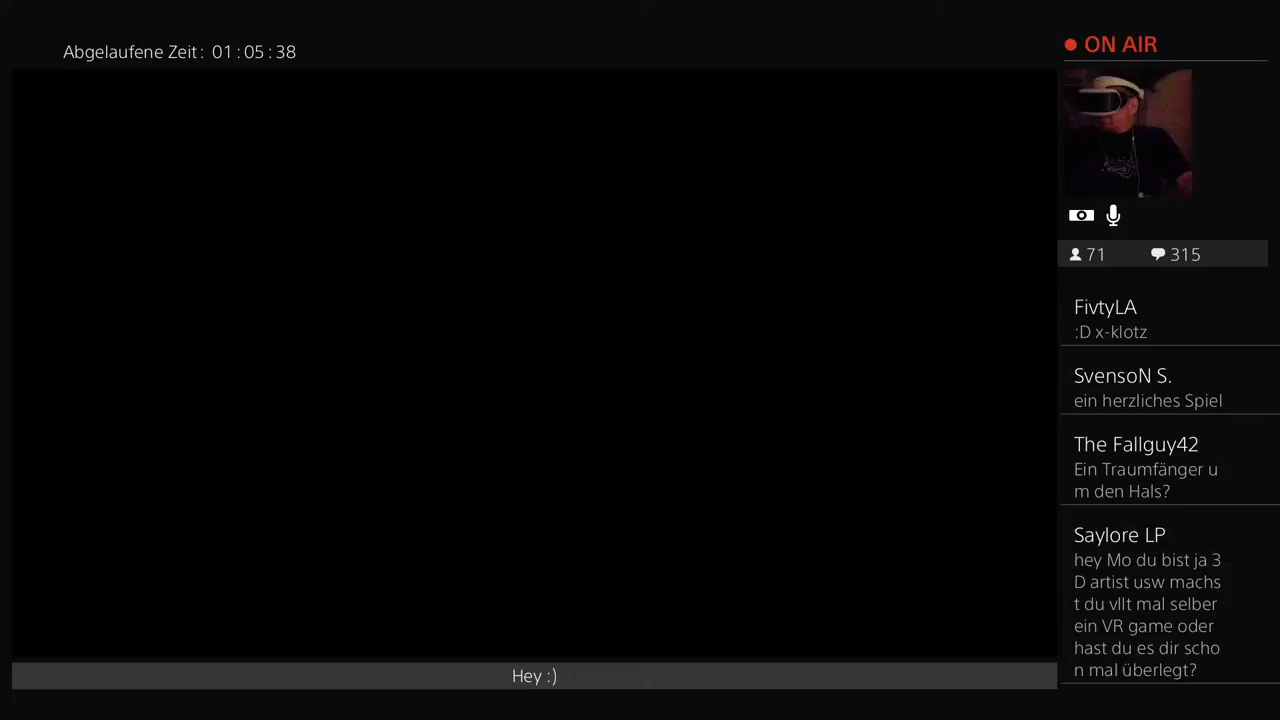 Abgelaufene Zeit: 01:05:38
ON AIR
71 315
FivtyLA
:D x-klotz
SvensoN S.
ein herzliches Spiel
The Fallguy42
Ein Traumfänger u
m den Hals?
Saylore LP
hey Mo du bist ja 3
D artist usw machs
t du vllt mal selber
ein VR game oder
hast du es dir scho
n mal überlegt?
Hey :)